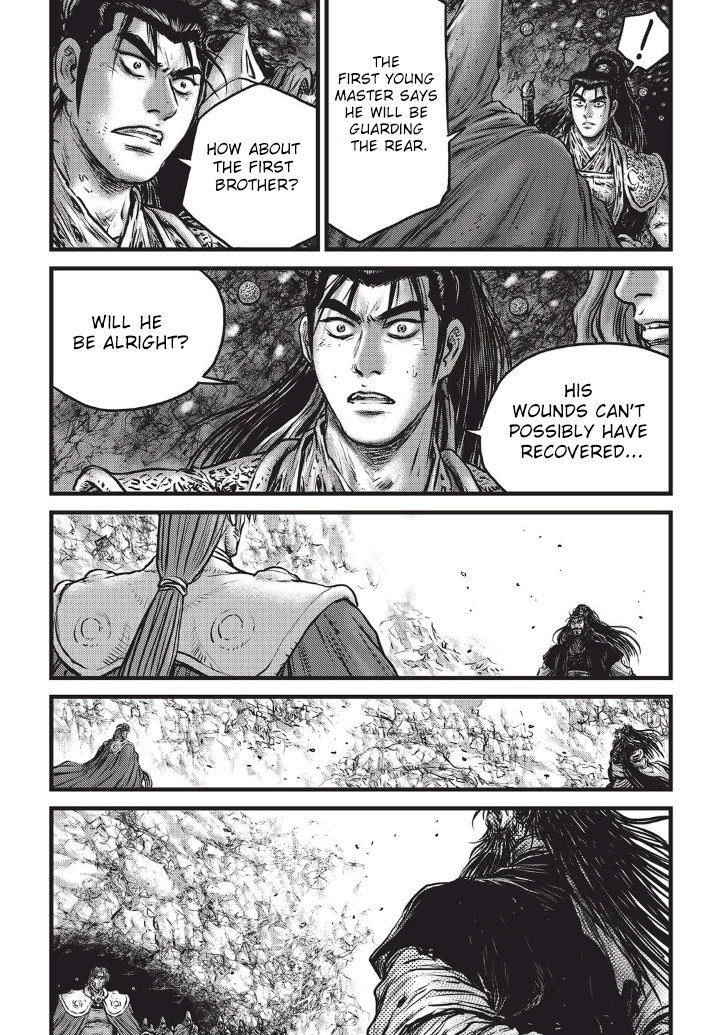 HOW ABOUT
THE FIRST
BROTHER?
THE
FIRST YOUNG
MASTER SAYS
HE WILL BE
GUARDING
THE REAR.
!
WILL HE
BE ALRIGHT?
HIS
WOUNDS CAN'T
POSSIBLY HAVE
RECOVERED...